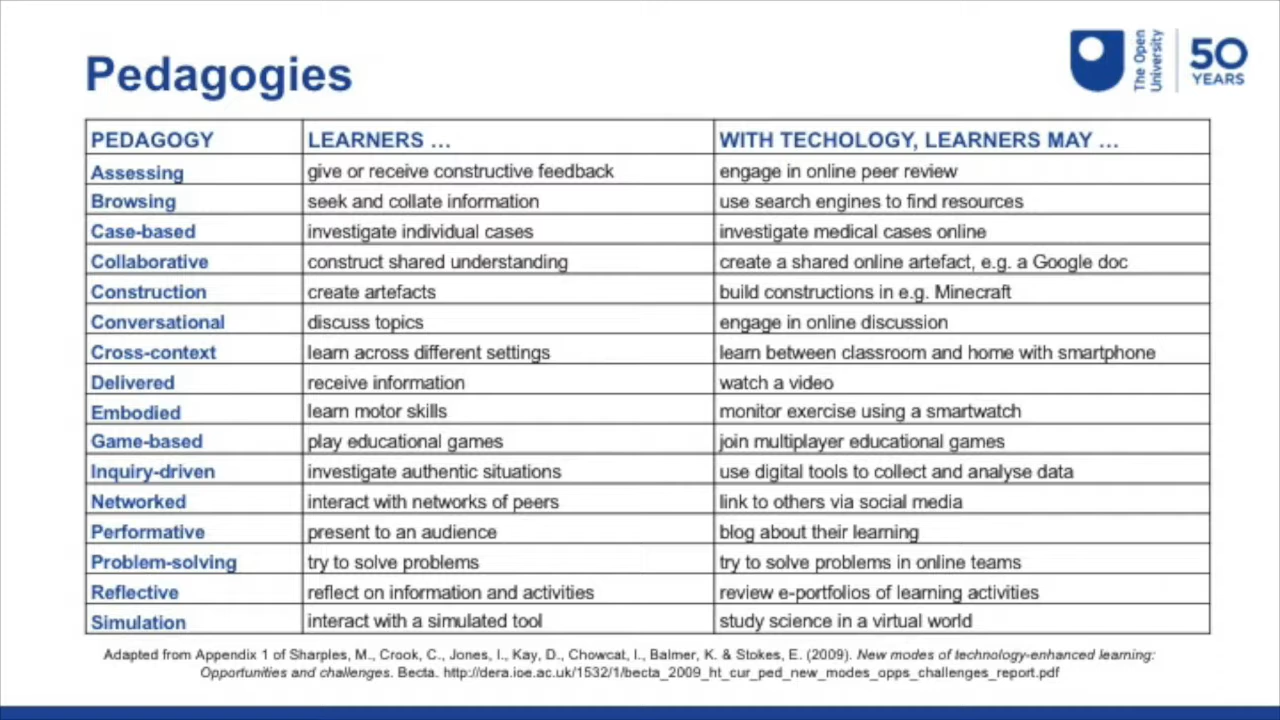 Pedagogies
The Open
University
50
YEARS
PEDAGOGY LEARNERS … WITH TECHOLOGY, LEARNERS MAY …
Assessing give or receive constructive feedback engage in online peer review
Browsing seek and collate information use search engines to find resources
Case-based investigate individual cases investigate medical cases online
Collaborative construct shared understanding create a shared online artefact, e.g. a Google doc
Construction create artefacts build constructions in e.g. Minecraft
Conversational discuss topics engage in online discussion
Cross-context learn across different settings learn between classroom and home with smartphone
Delivered receive information watch a video
Embodied learn motor skills monitor exercise using a smartwatch
Game-based play educational games join multiplayer educational games
Inquiry-driven investigate authentic situations use digital tools to collect and analyse data
Networked interact with networks of peers link to others via social media
Performative present to an audience blog about their learning
Problem-solving try to solve problems try to solve problems in online teams
Reflective reflect on information and activities review e-portfolios of learning activities
Simulation interact with a simulated tool study science in a virtual world
Adapted from Appendix 1 of Sharples, M., Crook, C., Jones, I., Kay, D., Chowcat, I., Balmer, K. & Stokes, E. (2009). New modes of technology-enhanced learning:
Opportunities and challenges. Becta. http://dera.ioe.ac.uk/1532/1/becta_2009_ht_cur_ped_new_modes_opps_challenges_report.pdf